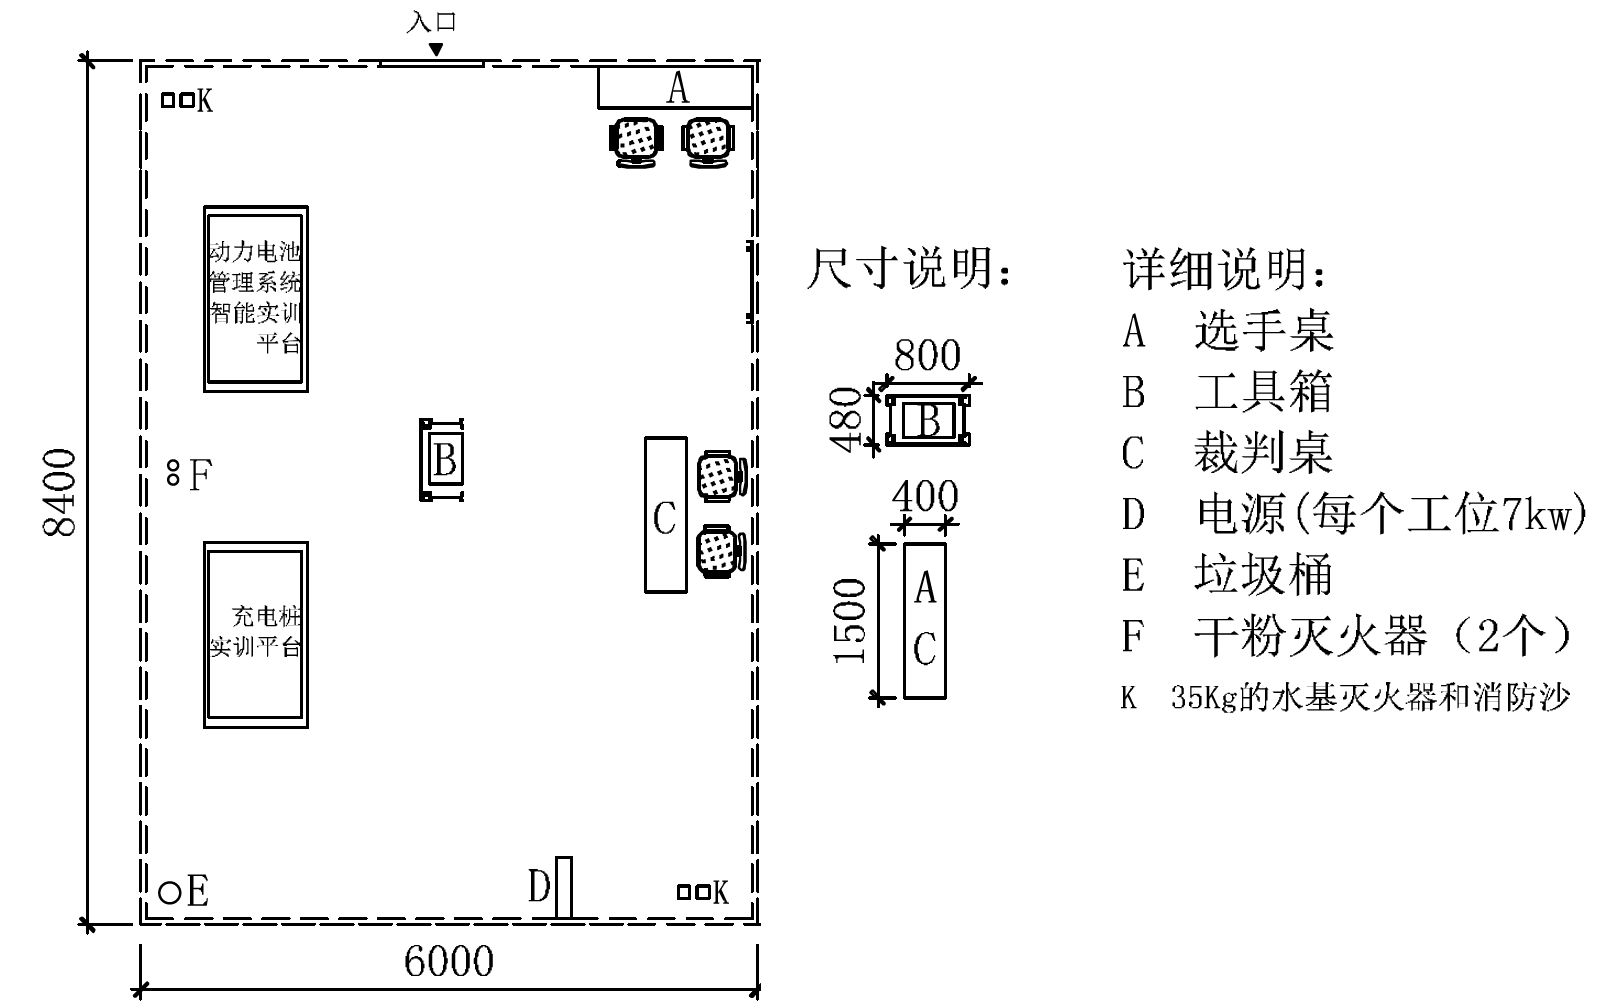 入口
K
A
动力电池
管理系统
智能实训
平台
B
F
C
8400
充电桩
实训平台
E
D
K
6000
尺寸说明：
800
480
B
400
1500
A
C
详细说明：
A 选手桌
B 工具箱
C 裁判桌
D 电源(每个工位7kw)
E 垃圾桶
F 干粉灭火器（2个）
K 35Kg的水基灭火器和消防沙